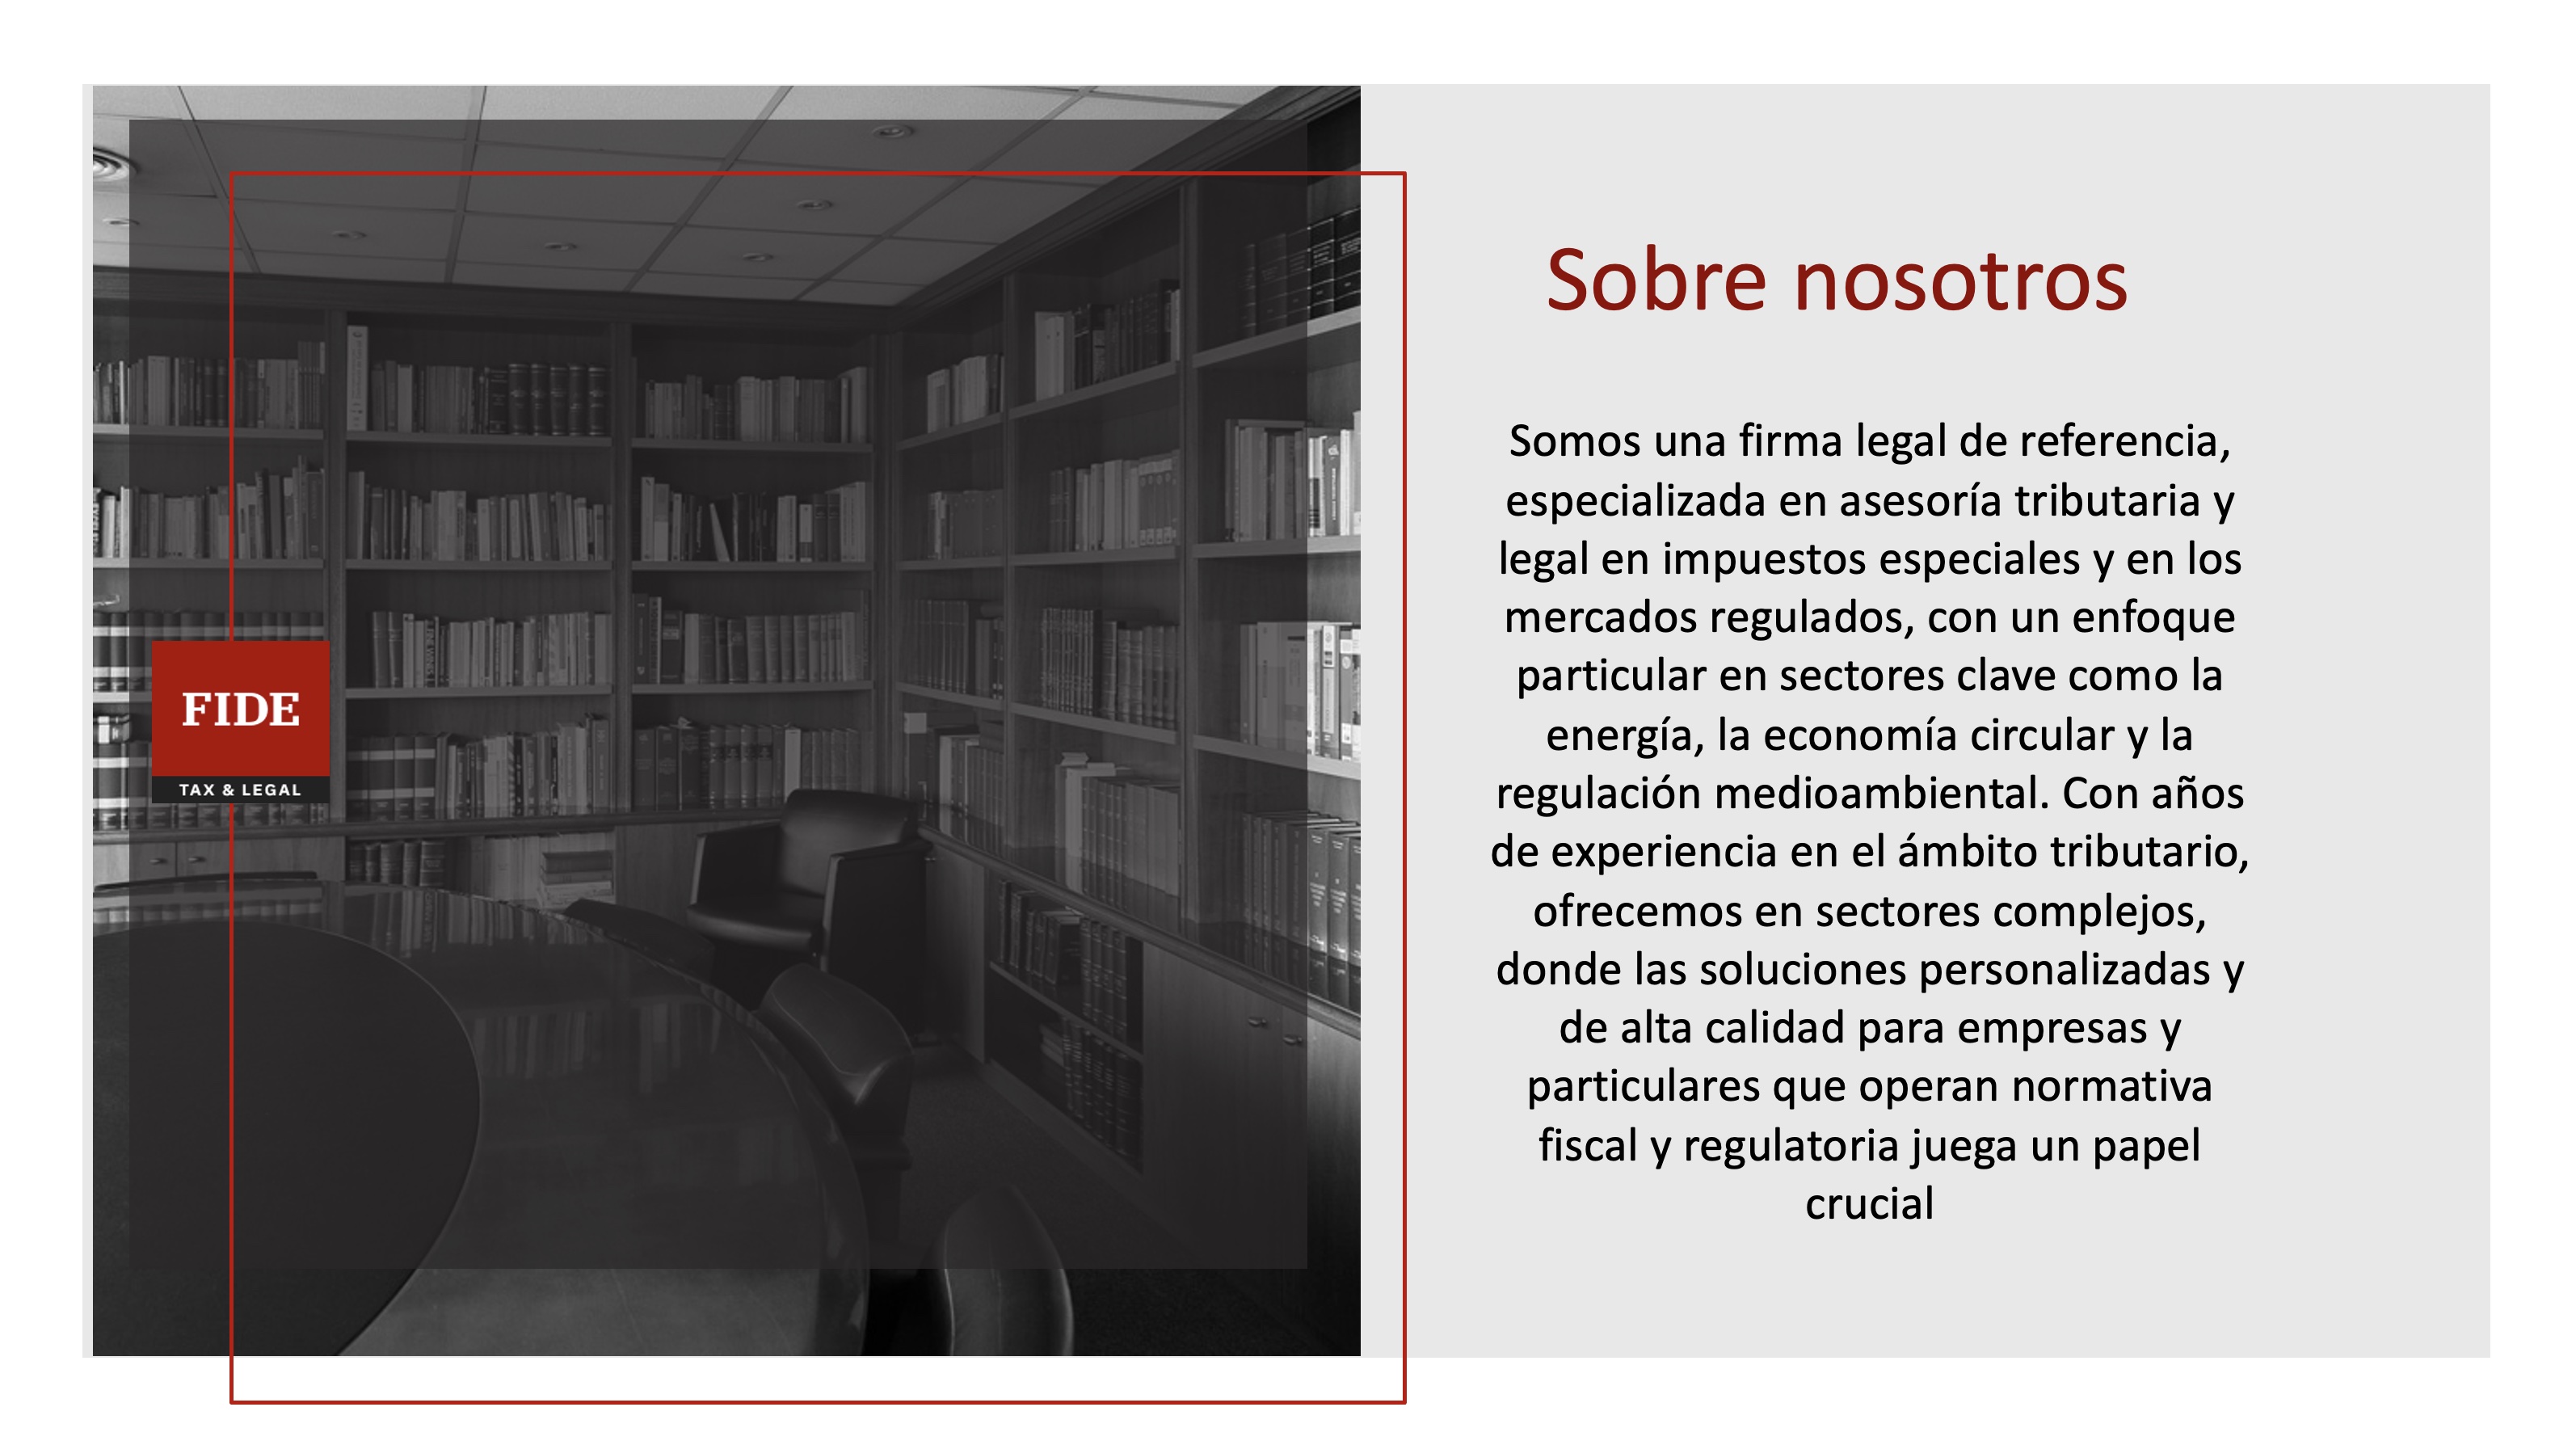 FIDE
TAX & LEGAL
Sobre nosotros
Somos una firma legal de referencia,
especializada en asesoría tributaria y
legal en impuestos especiales y en los
mercados regulados, con un enfoque
particular en sectores clave como la
energía, la economía circular y la
regulación medioambiental. Con años
de experiencia en el ámbito tributario,
ofrecemos en sectores complejos,
donde las soluciones personalizadas y
de alta calidad para empresas y
particulares que operan normativa
fiscal y regulatoria juega un papel
crucial